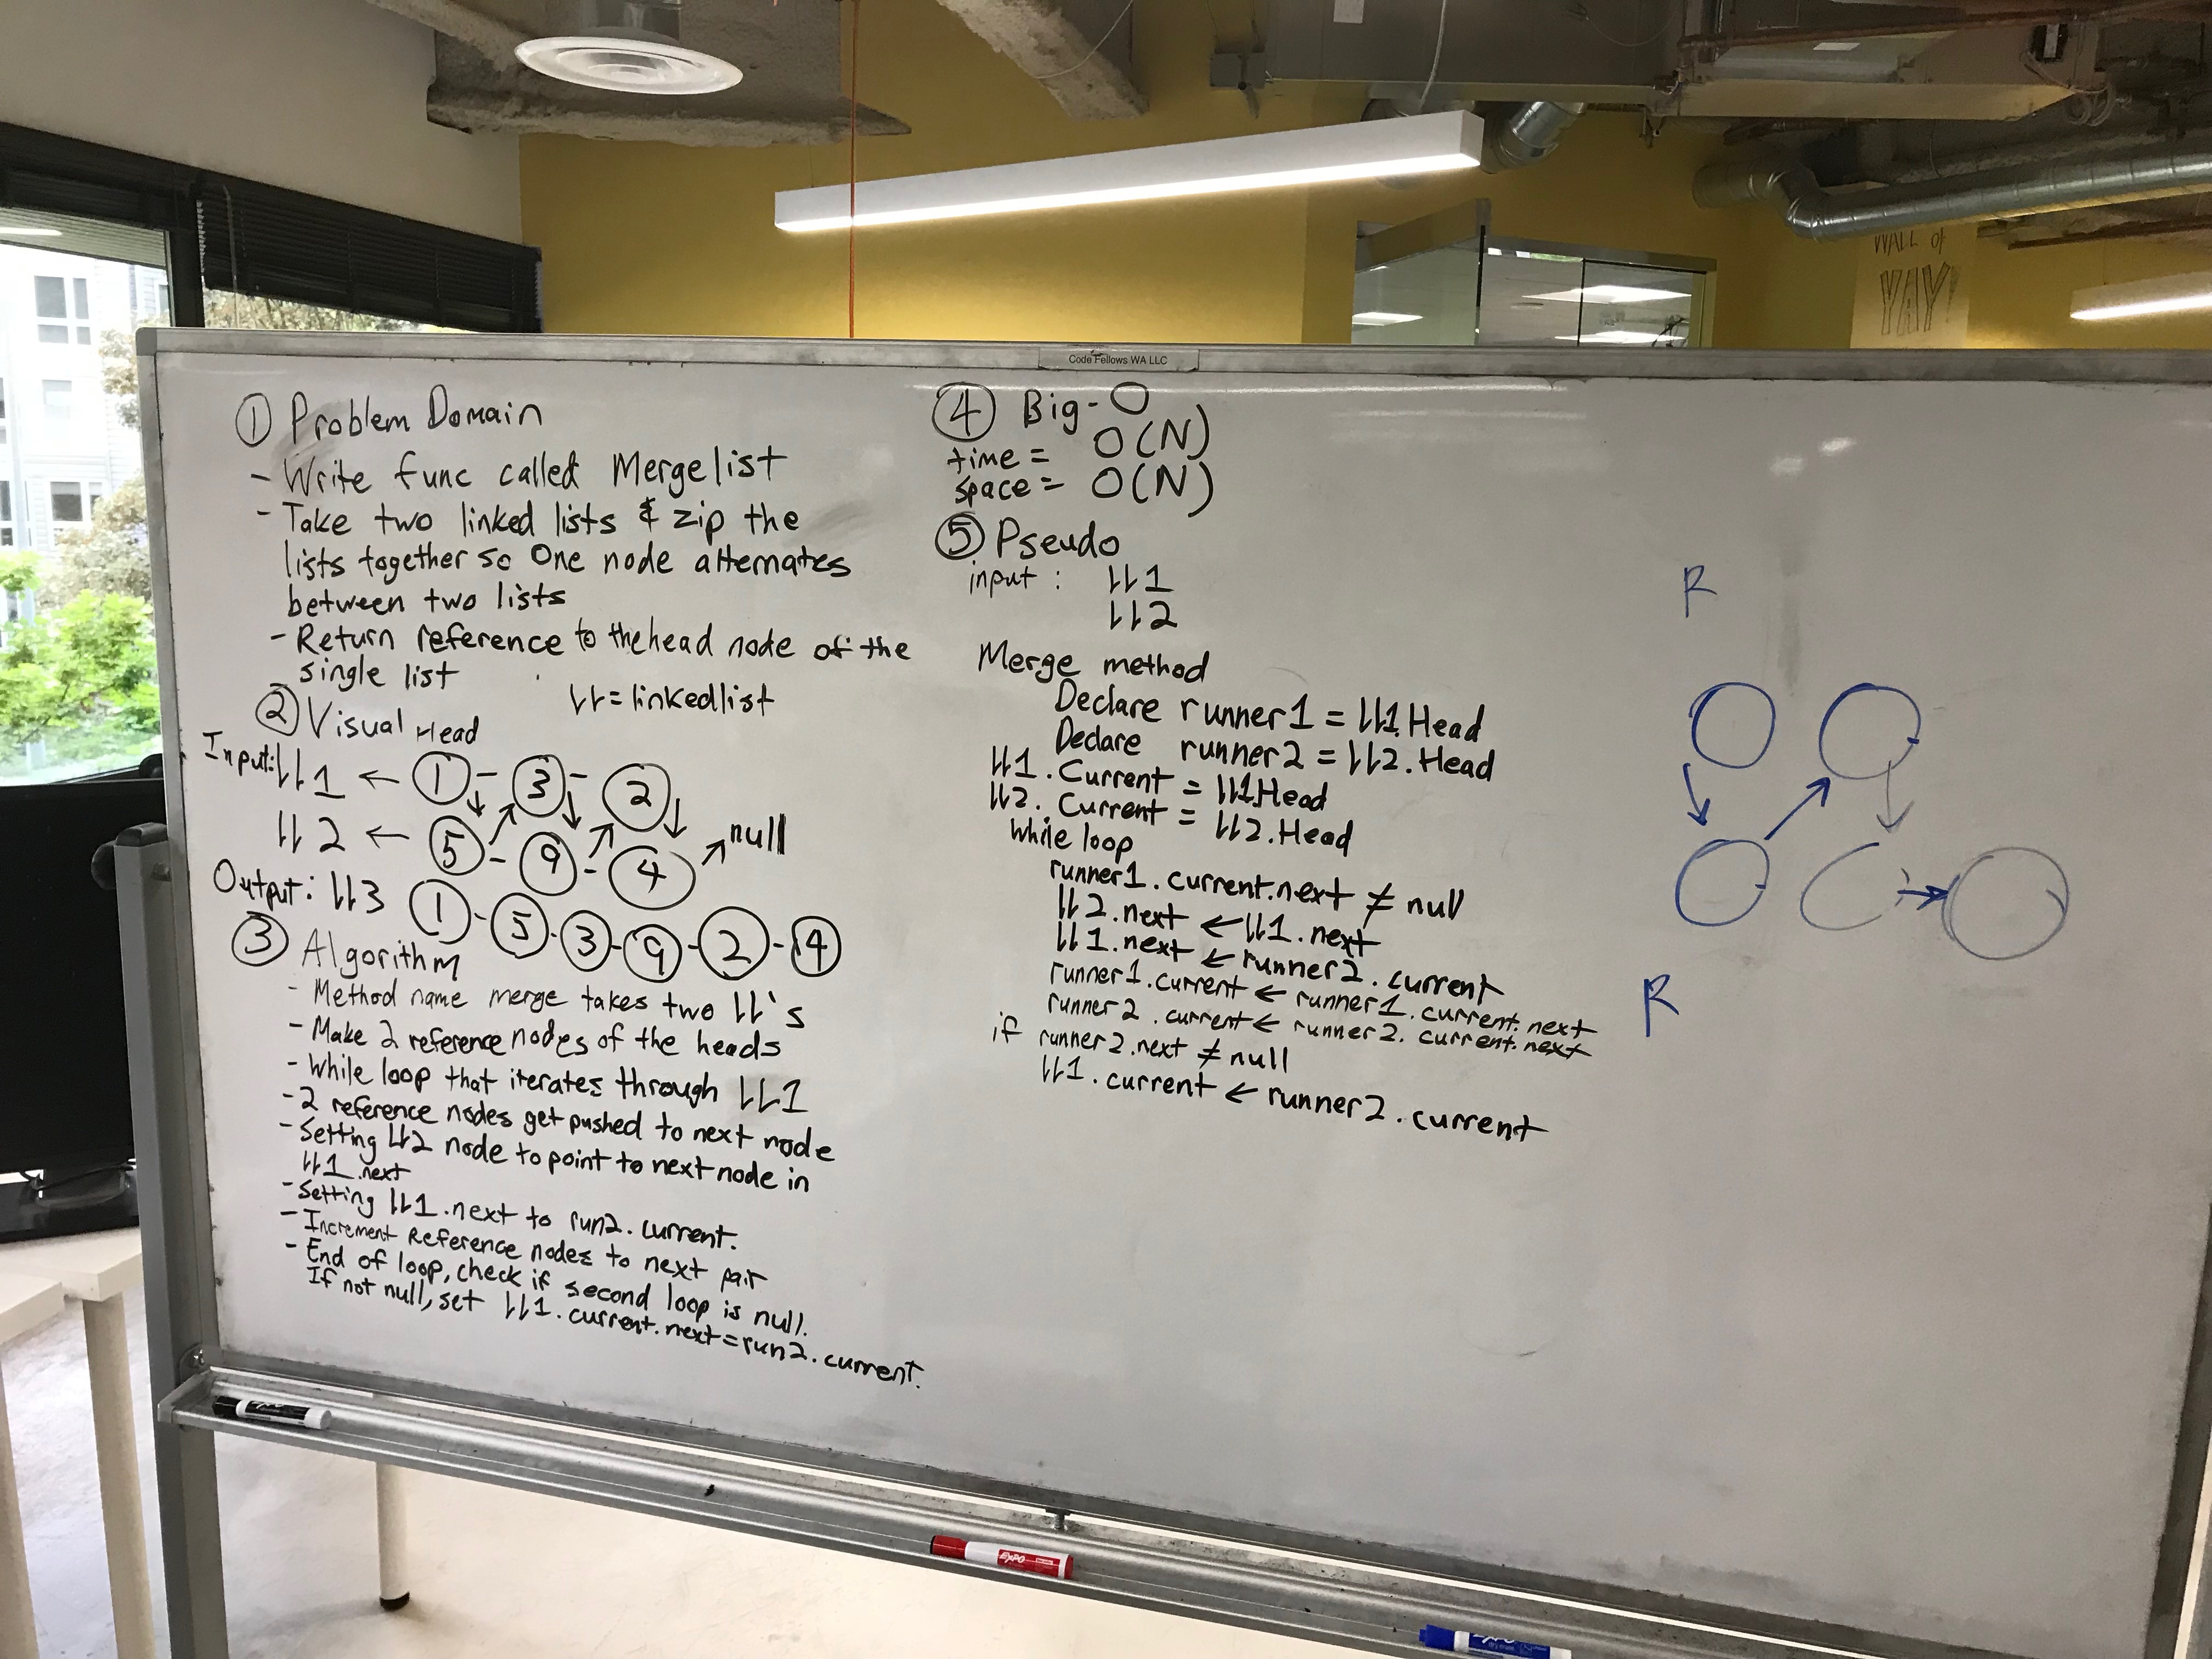 WALL of
YAY!
Code Fellows WA LLC
① Problem Domain
- Write func called Mergelist
- Take two linked lists & zip the
lists together so One node alternates
between two lists
- Return reference to the head node of the
single list
LL = linkedlist
② Visual Head
Input: LL1 ← ① - ③ - ②
LL2 ← ⑤ - ⑨ - ④ null
Output: LL3 ① - ⑤ - ③ - ⑨ - ② - ④
③ Algorithm
- Method name merge takes two LL's
- Make 2 reference nodes of the heads
- While loop that iterates through LL1
- 2 reference nodes get pushed to next node
- Setting LL2 node to point to next node in
LL1.next
- Setting LL1.next to run2.current.
- Increment Reference nodes to next pair
- End of loop, check if second loop is null.
If not null, set LL1.current.next = run2.current.
④ Big-O
time = O(N)
space = O(N)
⑤ Pseudo
input : LL1
LL2
Merge method
Declare runner1 = LL1.Head
Declare runner2 = LL2.Head
LL1.Current = LL1.Head
LL2.Current = LL2.Head
While loop
runner1.current.next ≠ null
LL2.next ← LL1.next
LL1.next ← runner2.current
runner1.current ← runner1.current.next
runner2.current ← runner2.current.next
if runner2.next ≠ null
LL1.current ← runner2.current
R
R
EXPO
EXPO